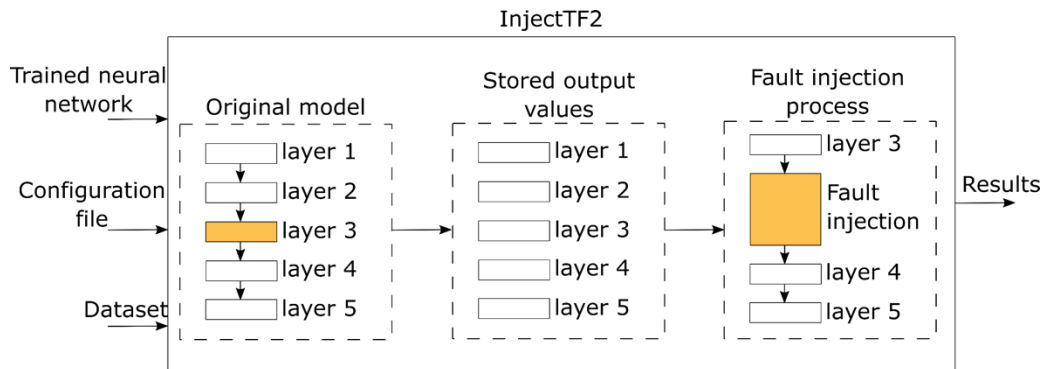 InjectTF2
Trained neural
network
Configuration
file
Dataset
Original model
layer 1
layer 2
layer 3
layer 4
layer 5
Stored output
values
layer 1
layer 2
layer 3
layer 4
layer 5
Fault injection
process
layer 3
Fault
injection
layer 4
layer 5
Results